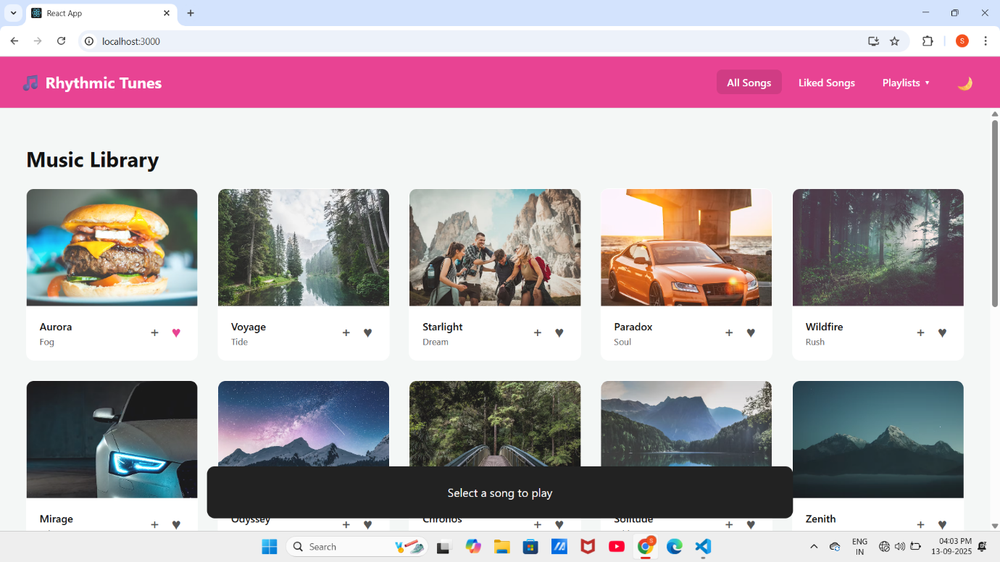 React App
localhost:3000
S
Rhythmic Tunes
All Songs
Liked Songs
Playlists ▼
Music Library
Aurora
Fog
+ ♥
Voyage
Tide
+ ♥
Starlight
Dream
+ ♥
Paradox
Soul
+ ♥
Wildfire
Rush
+ ♥
Select a song to play
Mirage
+ ♥
Odyssey
+ ♥
Chronos
+ ♥
Solitude
+ ♥
Zenith
+ ♥
Search
S
ENG
IN
04:03 PM
13-09-2025